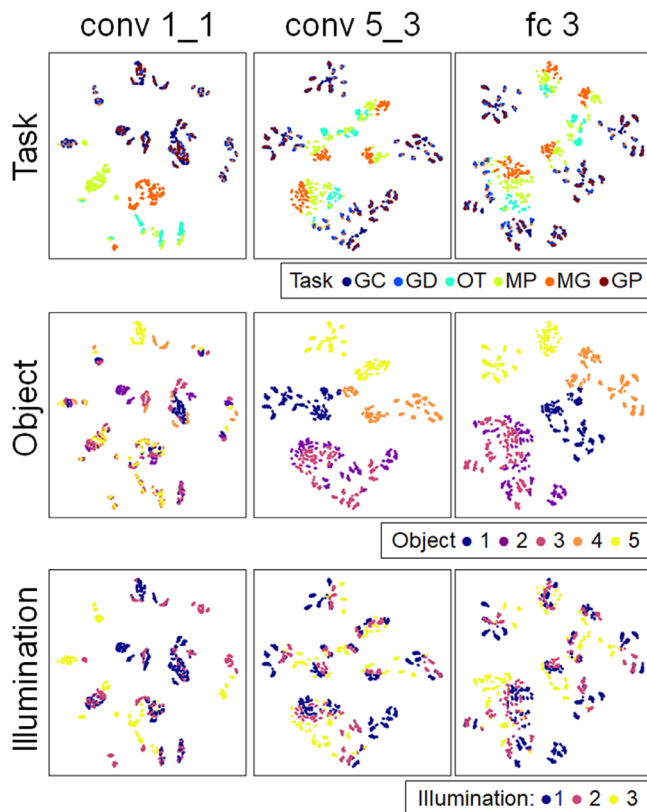 conv 1_1 conv 5_3 fc 3
Task
Task GC GD OT MP MG GP
Object
Object 1 2 3 4 5
Illumination
Illumination: 1 2 3